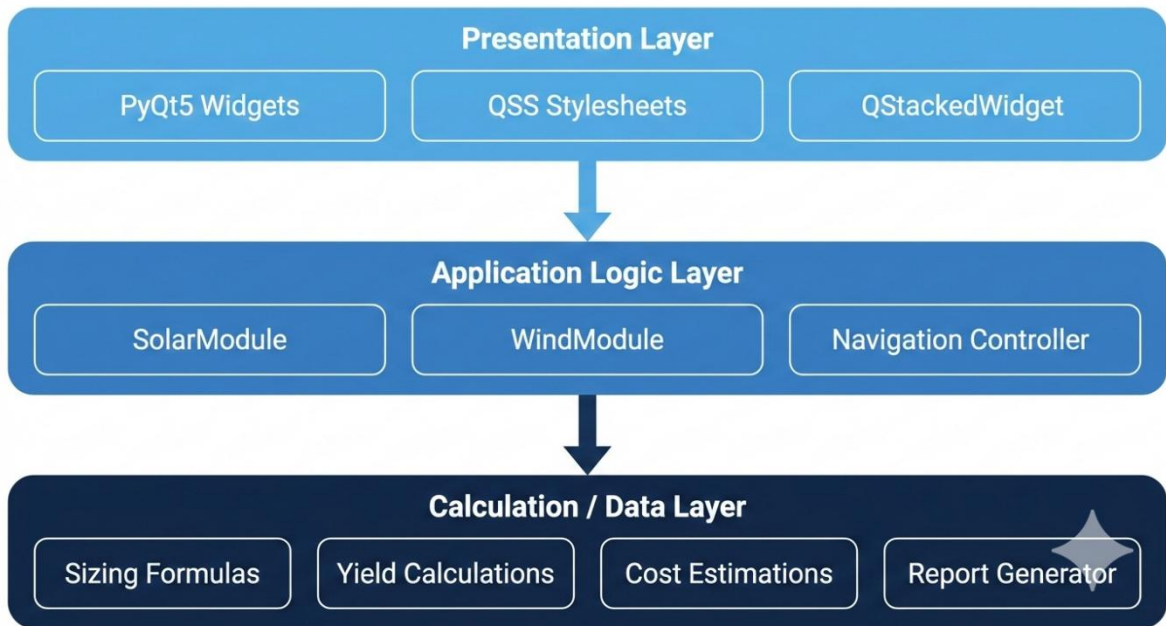 Presentation Layer
PyQt5 Widgets
QSS Stylesheets
QStackedWidget
Application Logic Layer
SolarModule
WindModule
Navigation Controller
Calculation / Data Layer
Sizing Formulas
Yield Calculations
Cost Estimations
Report Generator